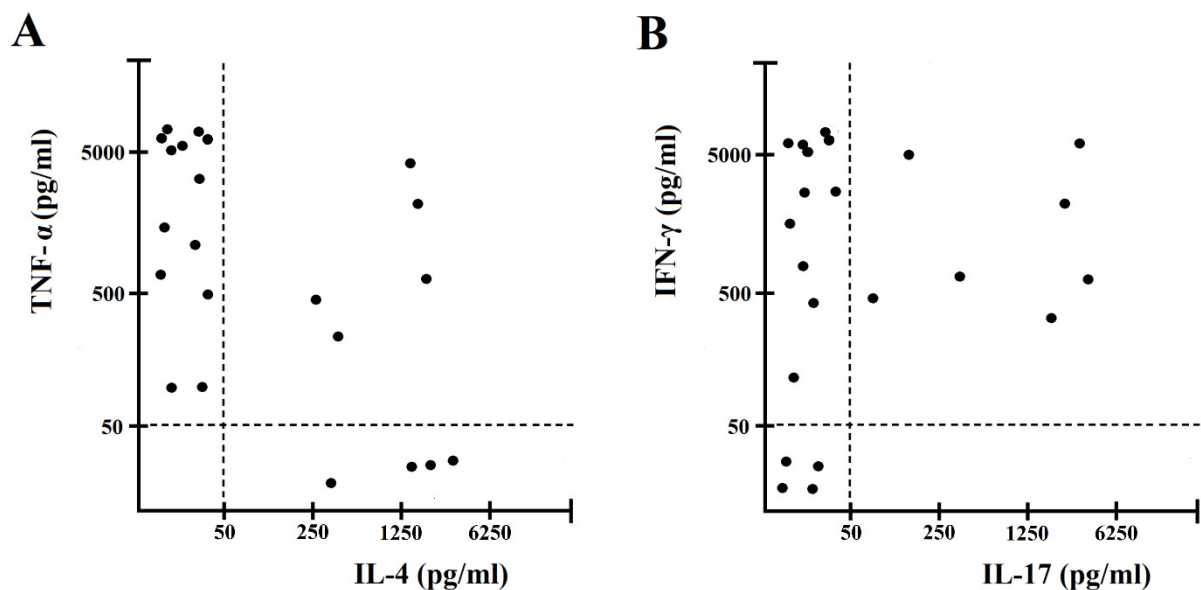 A
TNF- α (pg/ml)
5000
500
50
50 250 1250 6250
IL-4 (pg/ml)
B
IFN-γ (pg/ml)
5000
500
50
50 250 1250 6250
IL-17 (pg/ml)